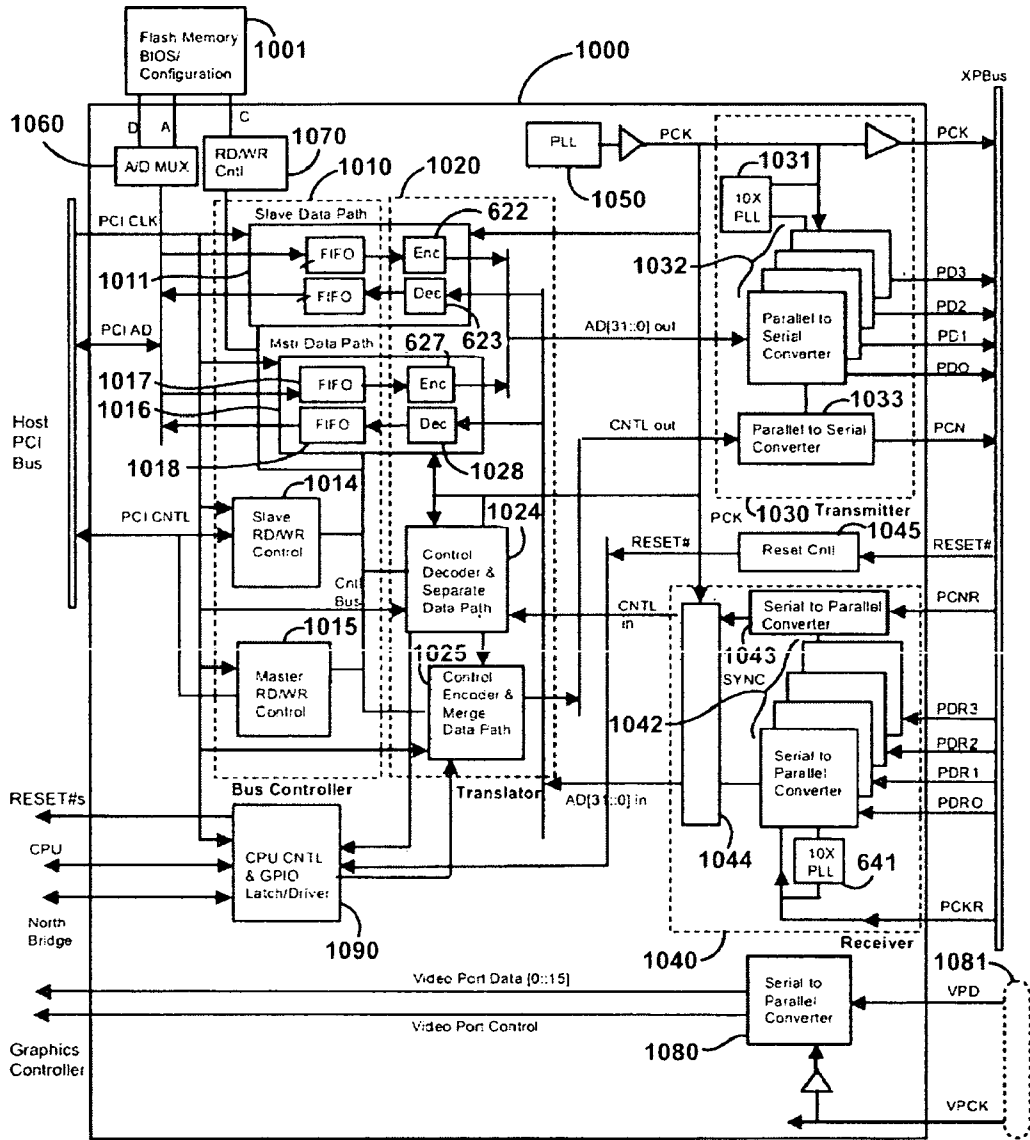 Flash Memory
BIOS/
Configuration
1001
1000
XPBus
D
A
C
1060
1070
A/D MUX
RD/WR
Cntl
1010
1020
PLL
1050
PCK
PCK
1031
10X
PLL
PCI CLK
Slave Data Path
622
FIFO
Enc
1011
FIFO
Dec
623
1032
PD3
PD2
PD1
PD0
AD[31::0] out
Parallel to
Serial
Converter
PCI AD
Mstr Data Path
627
1017
FIFO
Enc
1016
FIFO
Dec
1018
1028
Host
PCI
Bus
CNTL out
1033
Parallel to Serial
Converter
PCN
1014
Slave
RD/WR
Control
PCI CNTL
1024
Control
Decoder &
Separate
Data Path
Cntl
Bus
PCK
1030
Transmitter
1045
RESET#
Reset Cntl
RESET#
CNTL
in
Serial to Parallel
Converter
PCNR
1043
1015
Master
RD/WR
Control
1025
Control
Encoder &
Merge
Data Path
SYNC
1042
PDR3
PDR2
PDR1
PDR0
Serial to
Parallel
Converter
Bus Controller
Translator
AD[31::0] in
1044
10X
PLL
641
RESET#s
CPU
North
Bridge
CPU CNTL
& GPIO
Latch/Driver
1090
PCKR
1040
Receiver
1081
Video Port Data [0::15]
Video Port Control
Serial to
Parallel
Converter
VPD
1080
Graphics
Controller
VPCK